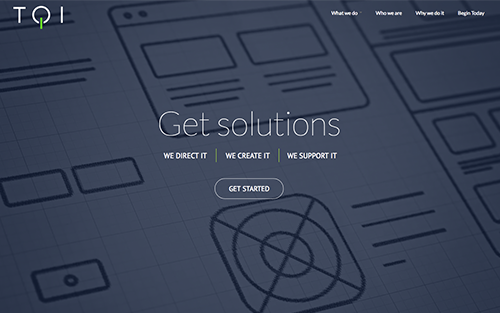 TQI
What we do
Who we are
Why we do it
Begin Today
Get solutions
WE DIRECT IT
WE CREATE IT
WE SUPPORT IT
GET STARTED